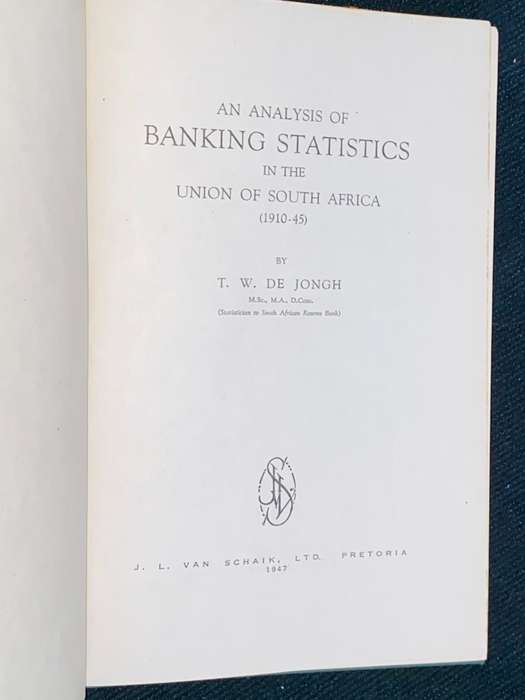 AN ANALYSIS OF
BANKING STATISTICS
IN THE
UNION OF SOUTH AFRICA
(1910-45)
BY
T. W. DE JONGH
M.Sc., M.A., D.Com.
(Statistician to South African Reserve Bank)
J. L. VAN SCHAIK, LTD. PRETORIA
1947